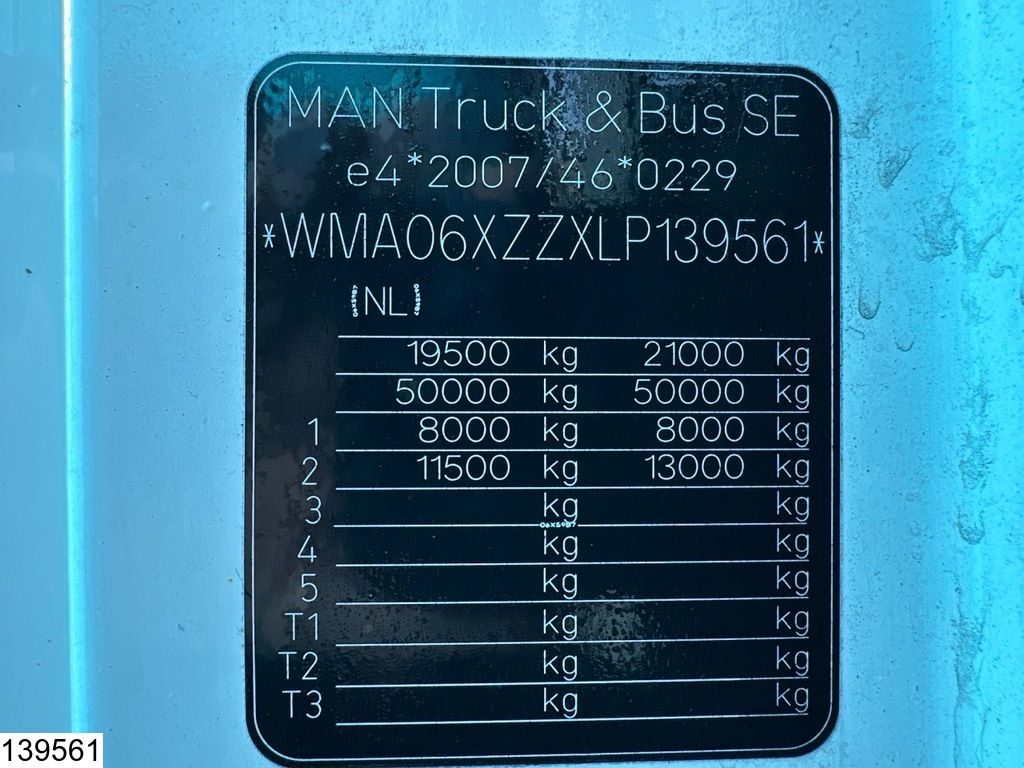 MAN Truck & Bus SE
e4*2007/46*0229
*WMA06XZZXLP139561*
(NL)
19500 kg 21000 kg
50000 kg 50000 kg
1 8000 kg 8000 kg
2 11500 kg 13000 kg
3 kg kg
4 kg kg
5 kg kg
T1 kg kg
T2 kg kg
T3 kg kg
139561